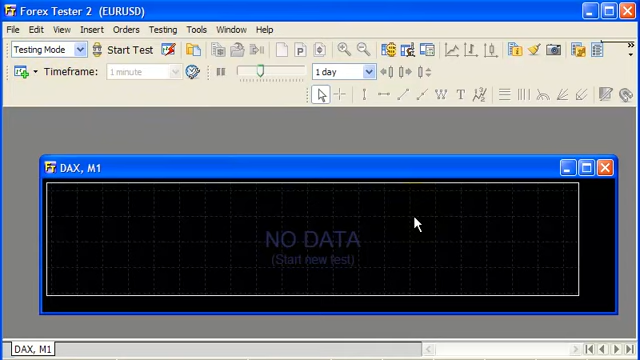 Forex Tester 2 (EURUSD)
File Edit View Insert Orders Testing Tools Window Help
Testing Mode Start Test
Timeframe: 1 minute 1 day
W T
DAX, M1
NO DATA
(Start new test)
DAX, M1